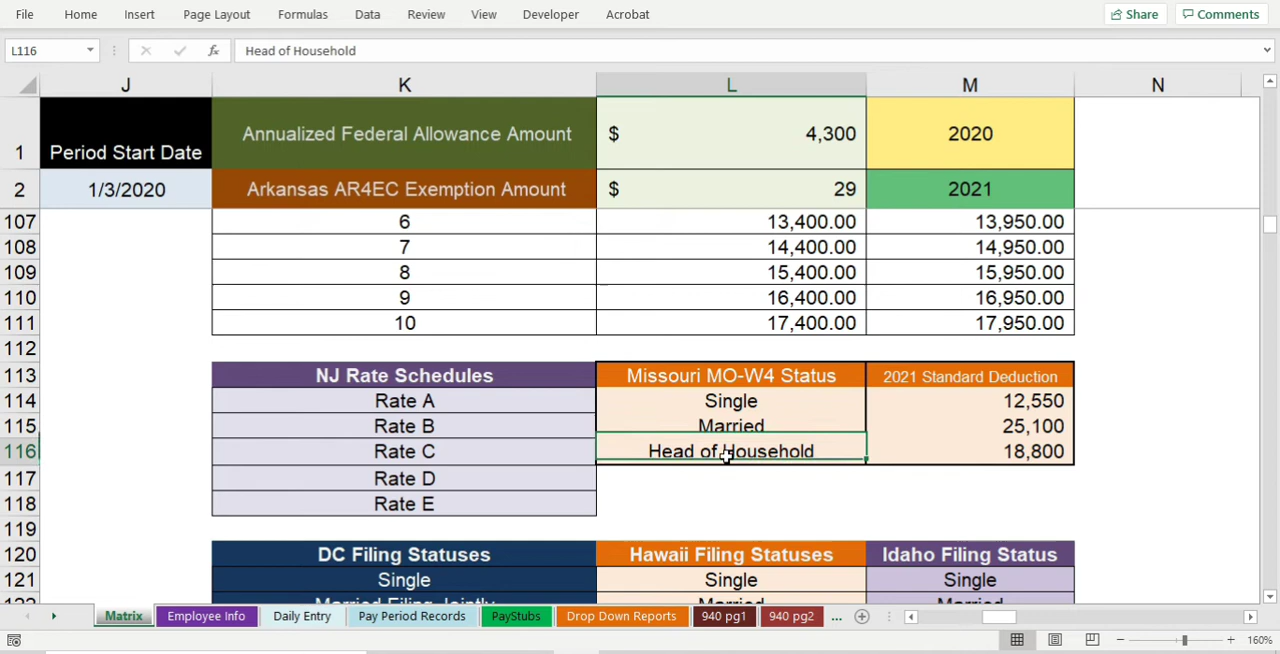 File Home Insert Page Layout Formulas Data Review View Developer Acrobat Share Comments
L116 fx Head of Household
J K L M N
Annualized Federal Allowance Amount $ 4,300 2020
1 Period Start Date
2 1/3/2020 Arkansas AR4EC Exemption Amount $ 29 2021
107 6 13,400.00 13,950.00
108 7 14,400.00 14,950.00
109 8 15,400.00 15,950.00
110 9 16,400.00 16,950.00
111 10 17,400.00 17,950.00
112
113 NJ Rate Schedules Missouri MO-W4 Status 2021 Standard Deduction
114 Rate A Single 12,550
115 Rate B Married 25,100
116 Rate C Head of Household 18,800
117 Rate D
118 Rate E
119
120 DC Filing Statuses Hawaii Filing Statuses Idaho Filing Status
121 Single Single Single
122 Married Filing Jointly Married Married
Matrix Employee Info Daily Entry Pay Period Records PayStubs Drop Down Reports 940 pg1 940 pg2 ...
160%